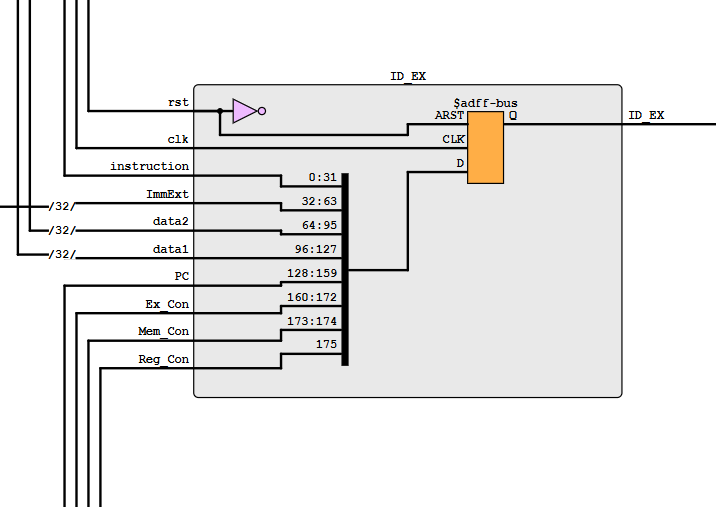 ID_EX
rst
$adff-bus
ARST
Q
ID_EX
clk
CLK
instruction
D
0:31
ImmExt
32:63
/32/
data2
64:95
/32/
data1
96:127
/32/
PC
128:159
Ex_Con
160:172
Mem_Con
173:174
Reg_Con
175